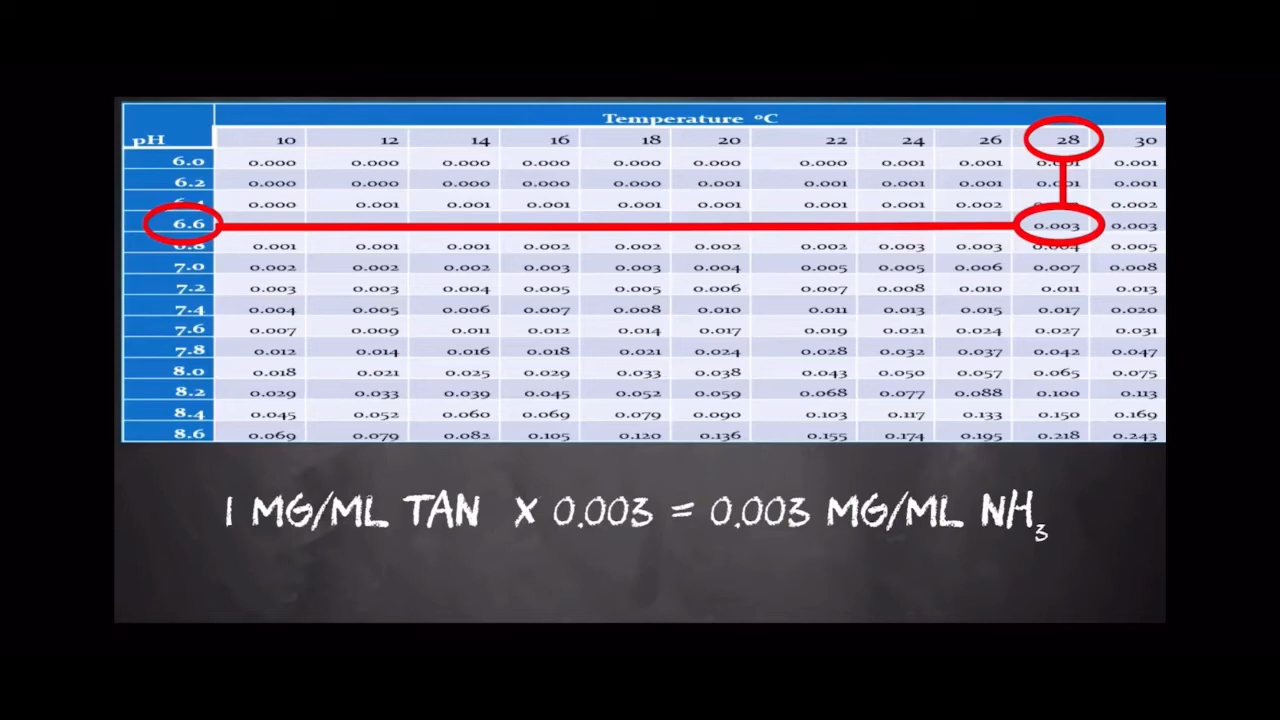 Temperature °C
pH 10 12 14 16 18 20 22 24 26 28 30
6.0 0.000 0.000 0.000 0.000 0.000 0.000 0.000 0.001 0.001 0.001
6.2 0.000 0.000 0.000 0.000 0.000 0.001 0.001 0.001 0.001 0.001
0.000 0.001 0.001 0.001 0.001 0.001 0.001 0.001 0.002 0.002
6.6 0.003 0.003
0.001 0.001 0.001 0.002 0.002 0.002 0.002 0.003 0.003 0.004 0.005
7.0 0.002 0.002 0.002 0.003 0.003 0.004 0.005 0.005 0.006 0.007 0.008
7.2 0.003 0.003 0.004 0.005 0.005 0.006 0.007 0.008 0.010 0.011 0.013
7.4 0.004 0.005 0.006 0.007 0.008 0.010 0.011 0.013 0.015 0.017 0.020
7.6 0.007 0.009 0.011 0.012 0.014 0.017 0.019 0.021 0.024 0.027 0.031
7.8 0.012 0.014 0.016 0.018 0.021 0.024 0.028 0.032 0.037 0.042 0.047
8.0 0.018 0.021 0.025 0.029 0.033 0.038 0.043 0.050 0.057 0.065 0.075
8.2 0.029 0.033 0.039 0.045 0.052 0.059 0.068 0.077 0.088 0.100 0.113
8.4 0.045 0.052 0.060 0.069 0.079 0.090 0.103 0.117 0.133 0.150 0.169
8.6 0.069 0.079 0.082 0.105 0.120 0.136 0.155 0.174 0.195 0.218 0.243
1 MG/ML TAN X 0.003 = 0.003 MG/ML NH3